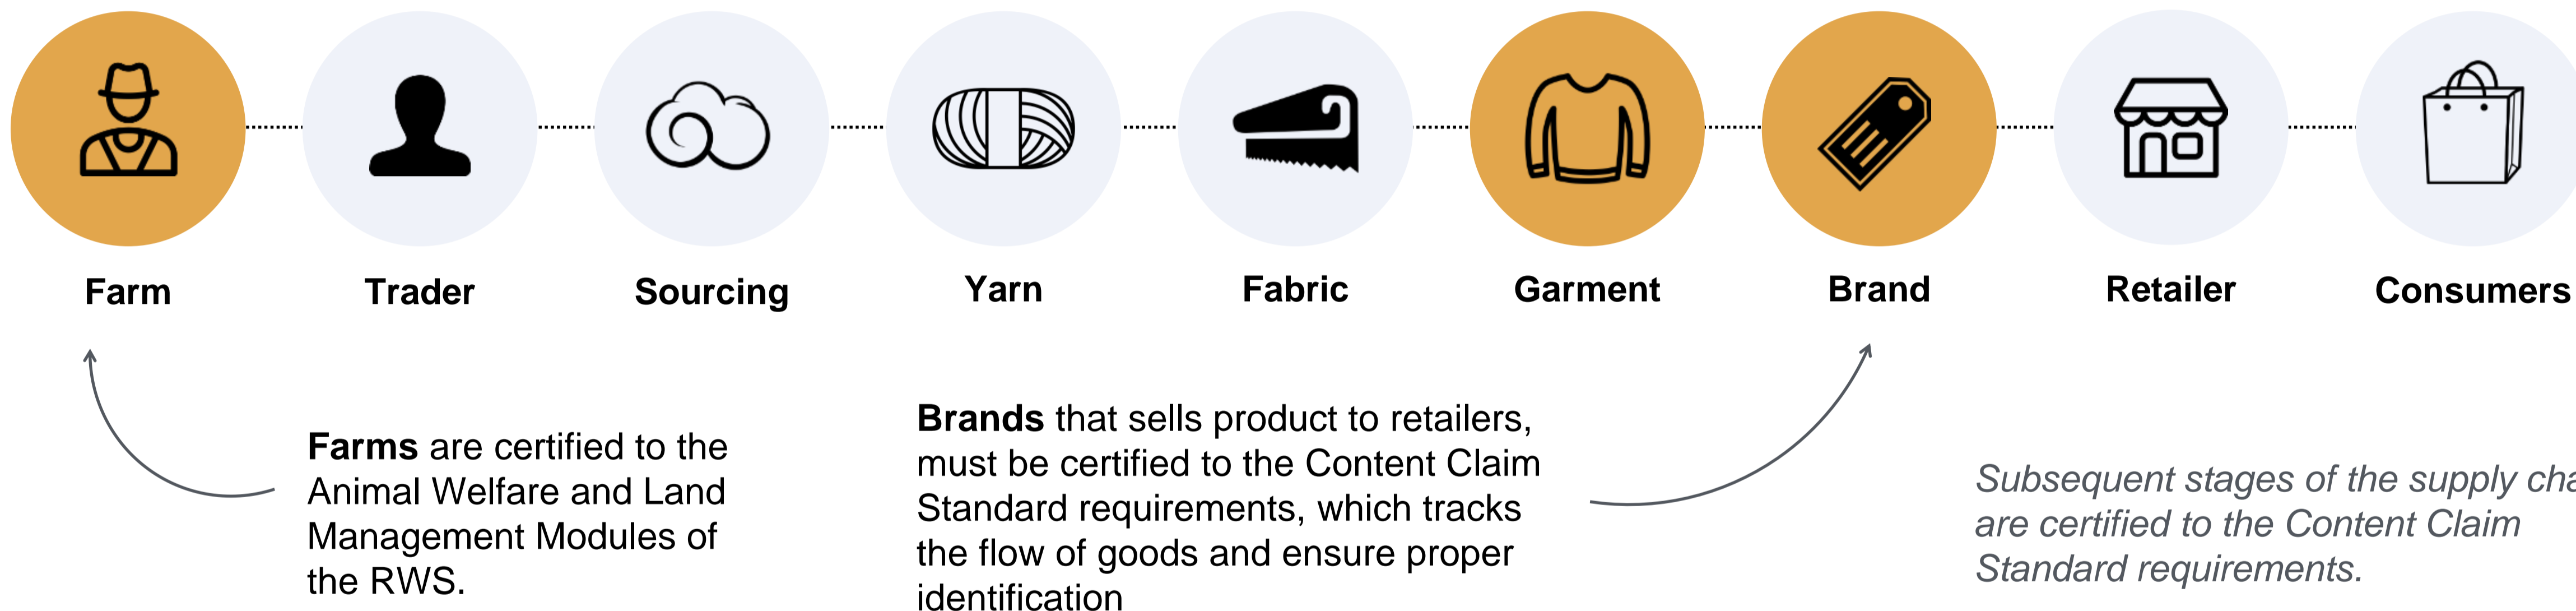 Farm
Trader
Sourcing
Yarn
Fabric
Garment
Brand
Retailer
Consumers
Farms are certified to the
Animal Welfare and Land
Management Modules of
the RWS.
Brands that sells product to retailers,
must be certified to the Content Claim
Standard requirements, which tracks
the flow of goods and ensure proper
identification
Subsequent stages of the supply
are certified to the Content Claim
Standard requirements.